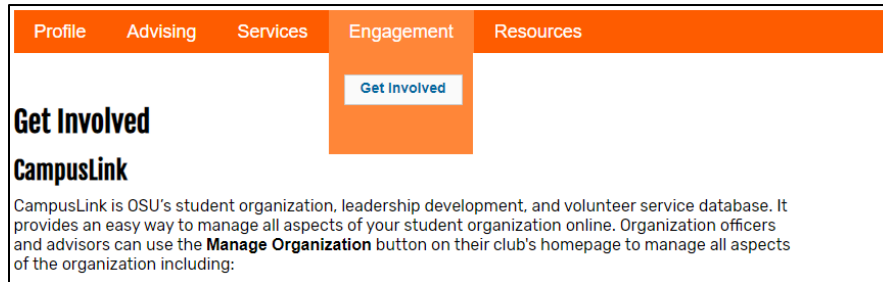 Profile Advising Services Engagement Resources
Get Involved
Get Involved
CampusLink
CampusLink is OSU's student organization, leadership development, and volunteer service database. It
provides an easy way to manage all aspects of your student organization online. Organization officers
and advisors can use the Manage Organization button on their club's homepage to manage all aspects
of the organization including: